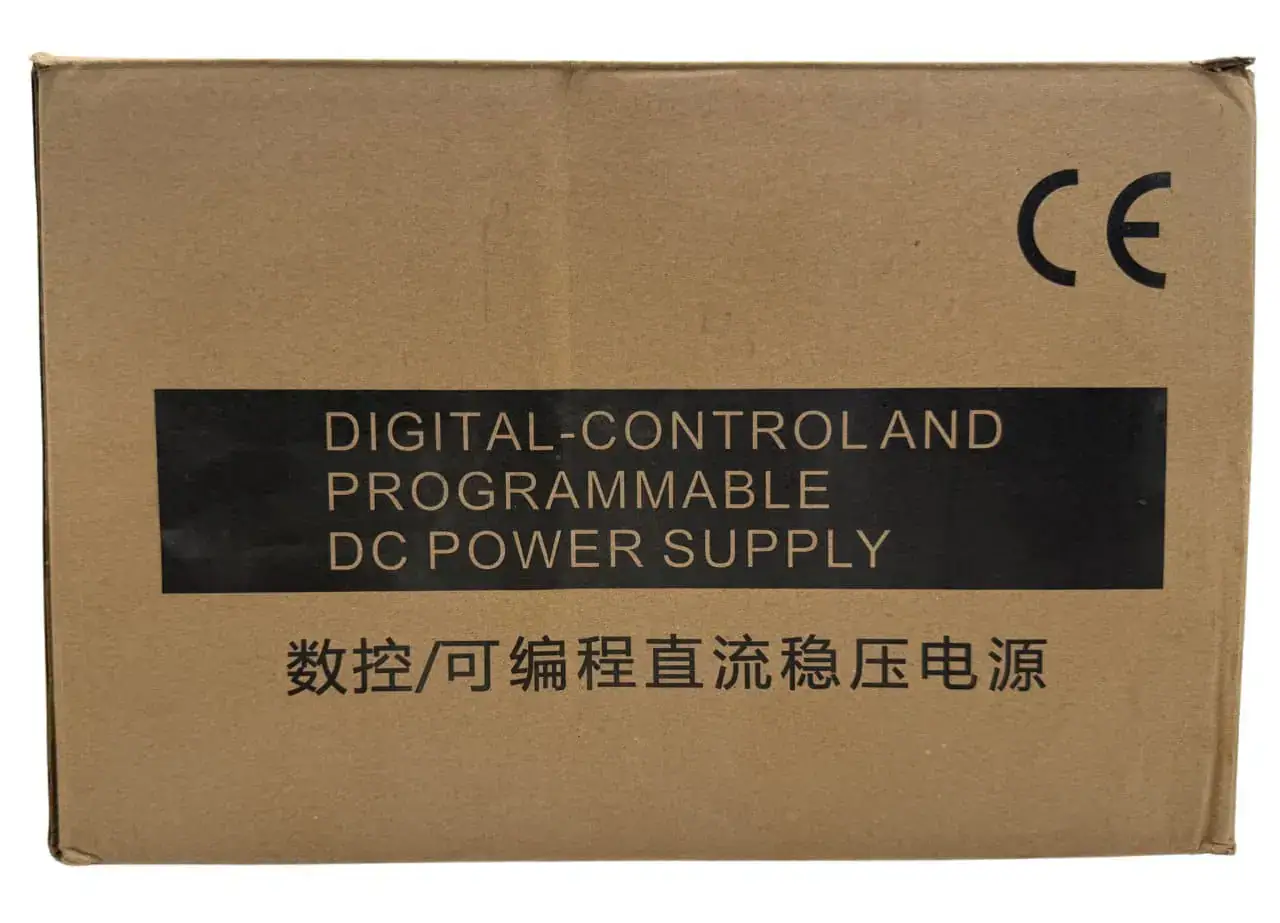 CE
DIGITAL-CONTROL AND
PROGRAMMABLE
DC POWER SUPPLY
数控/可编程直流稳压电源